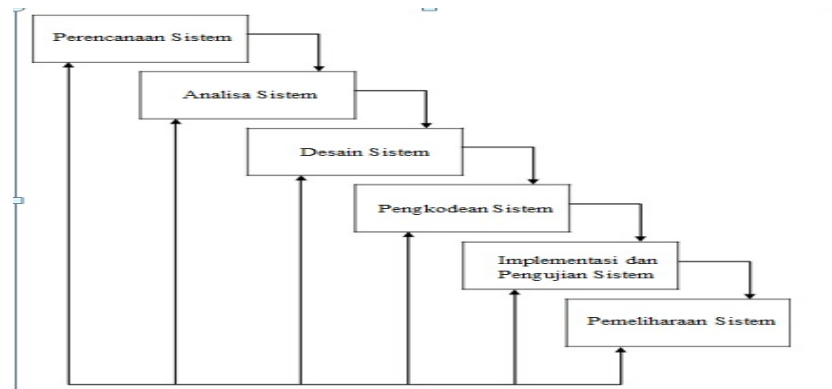 Perencanaan Sistem
Analisa Sistem
Desain Sistem
Pengkodean Sistem
Implementasi dan
Pengujian Sistem
Pemeliharaan Sistem